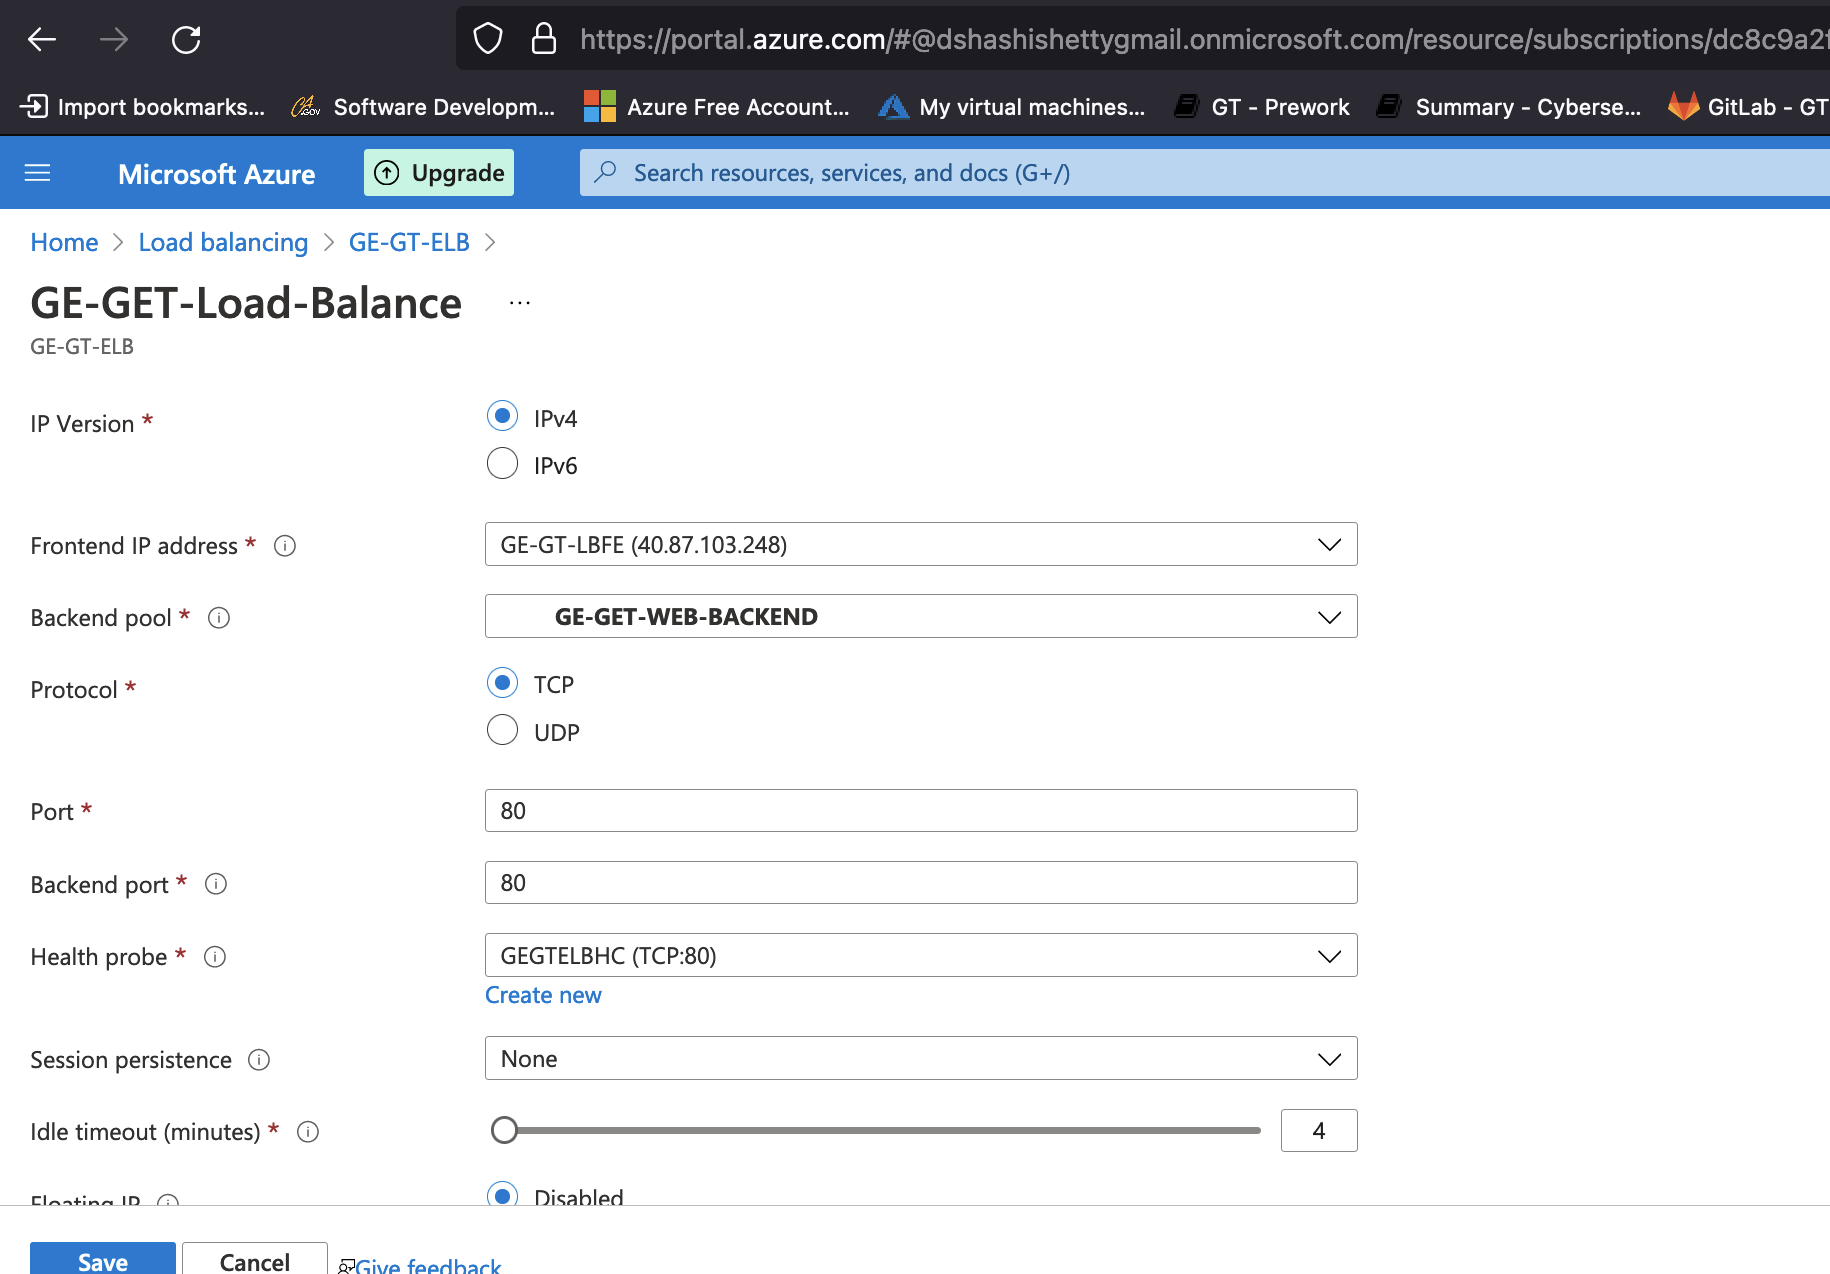 https://portal.azure.com/#@dshashishettygmail.onmicrosoft.com/resource/subscriptions/dc8c9a2
Import bookmarks... CA.GOV Software Developm... Azure Free Account... My virtual machines... GT - Prework Summary - Cyberse... GitLab - GT
Microsoft Azure Upgrade Search resources, services, and docs (G+/)
Home > Load balancing > GE-GT-ELB >
GE-GET-Load-Balance ...
GE-GT-ELB
IP Version * IPv4
IPv6
Frontend IP address * GE-GT-LBFE (40.87.103.248)
Backend pool * GE-GET-WEB-BACKEND
Protocol * TCP
UDP
Port * 80
Backend port * 80
Health probe * GEGTELBHC (TCP:80)
Create new
Session persistence None
Idle timeout (minutes) * 4
Floating IP Disabled
Save Cancel Give feedback